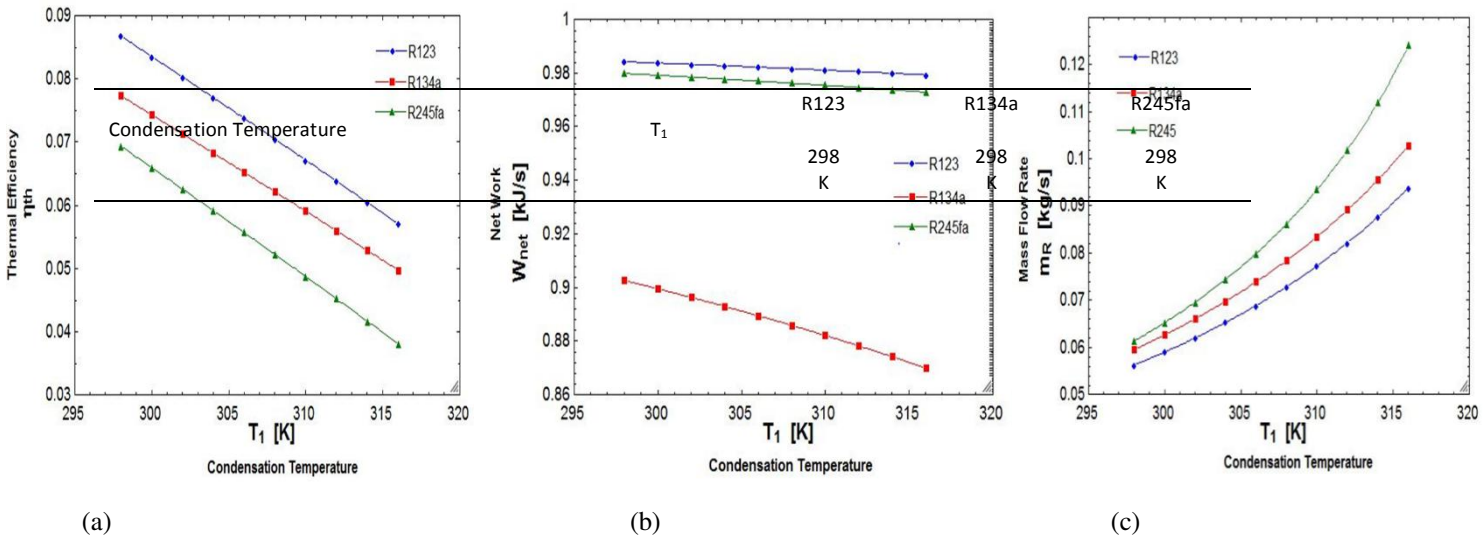 0.09
0.08
0.07
0.06
0.05
0.04
0.03
295
300
305
310
315
320
Thermal Efficiency
ηth
R123
R134a
R245fa
T1 [K]
Condensation Temperature
1
0.98
0.96
0.94
0.92
0.9
0.88
0.86
295
300
305
310
315
320
Net Work
Wnet [kJ/s]
R123
R134a
R245fa
T1 [K]
Condensation Temperature
0.12
0.11
0.1
0.09
0.08
0.07
0.06
0.05
295
300
305
310
315
320
Mass Flow Rate
mR [kg/s]
R123
R134a
R245
T1 [K]
Condensation Temperature
R123 R134a R245fa
Condensation Temperature T₁
298 298 298
K K K
(a) (b) (c)